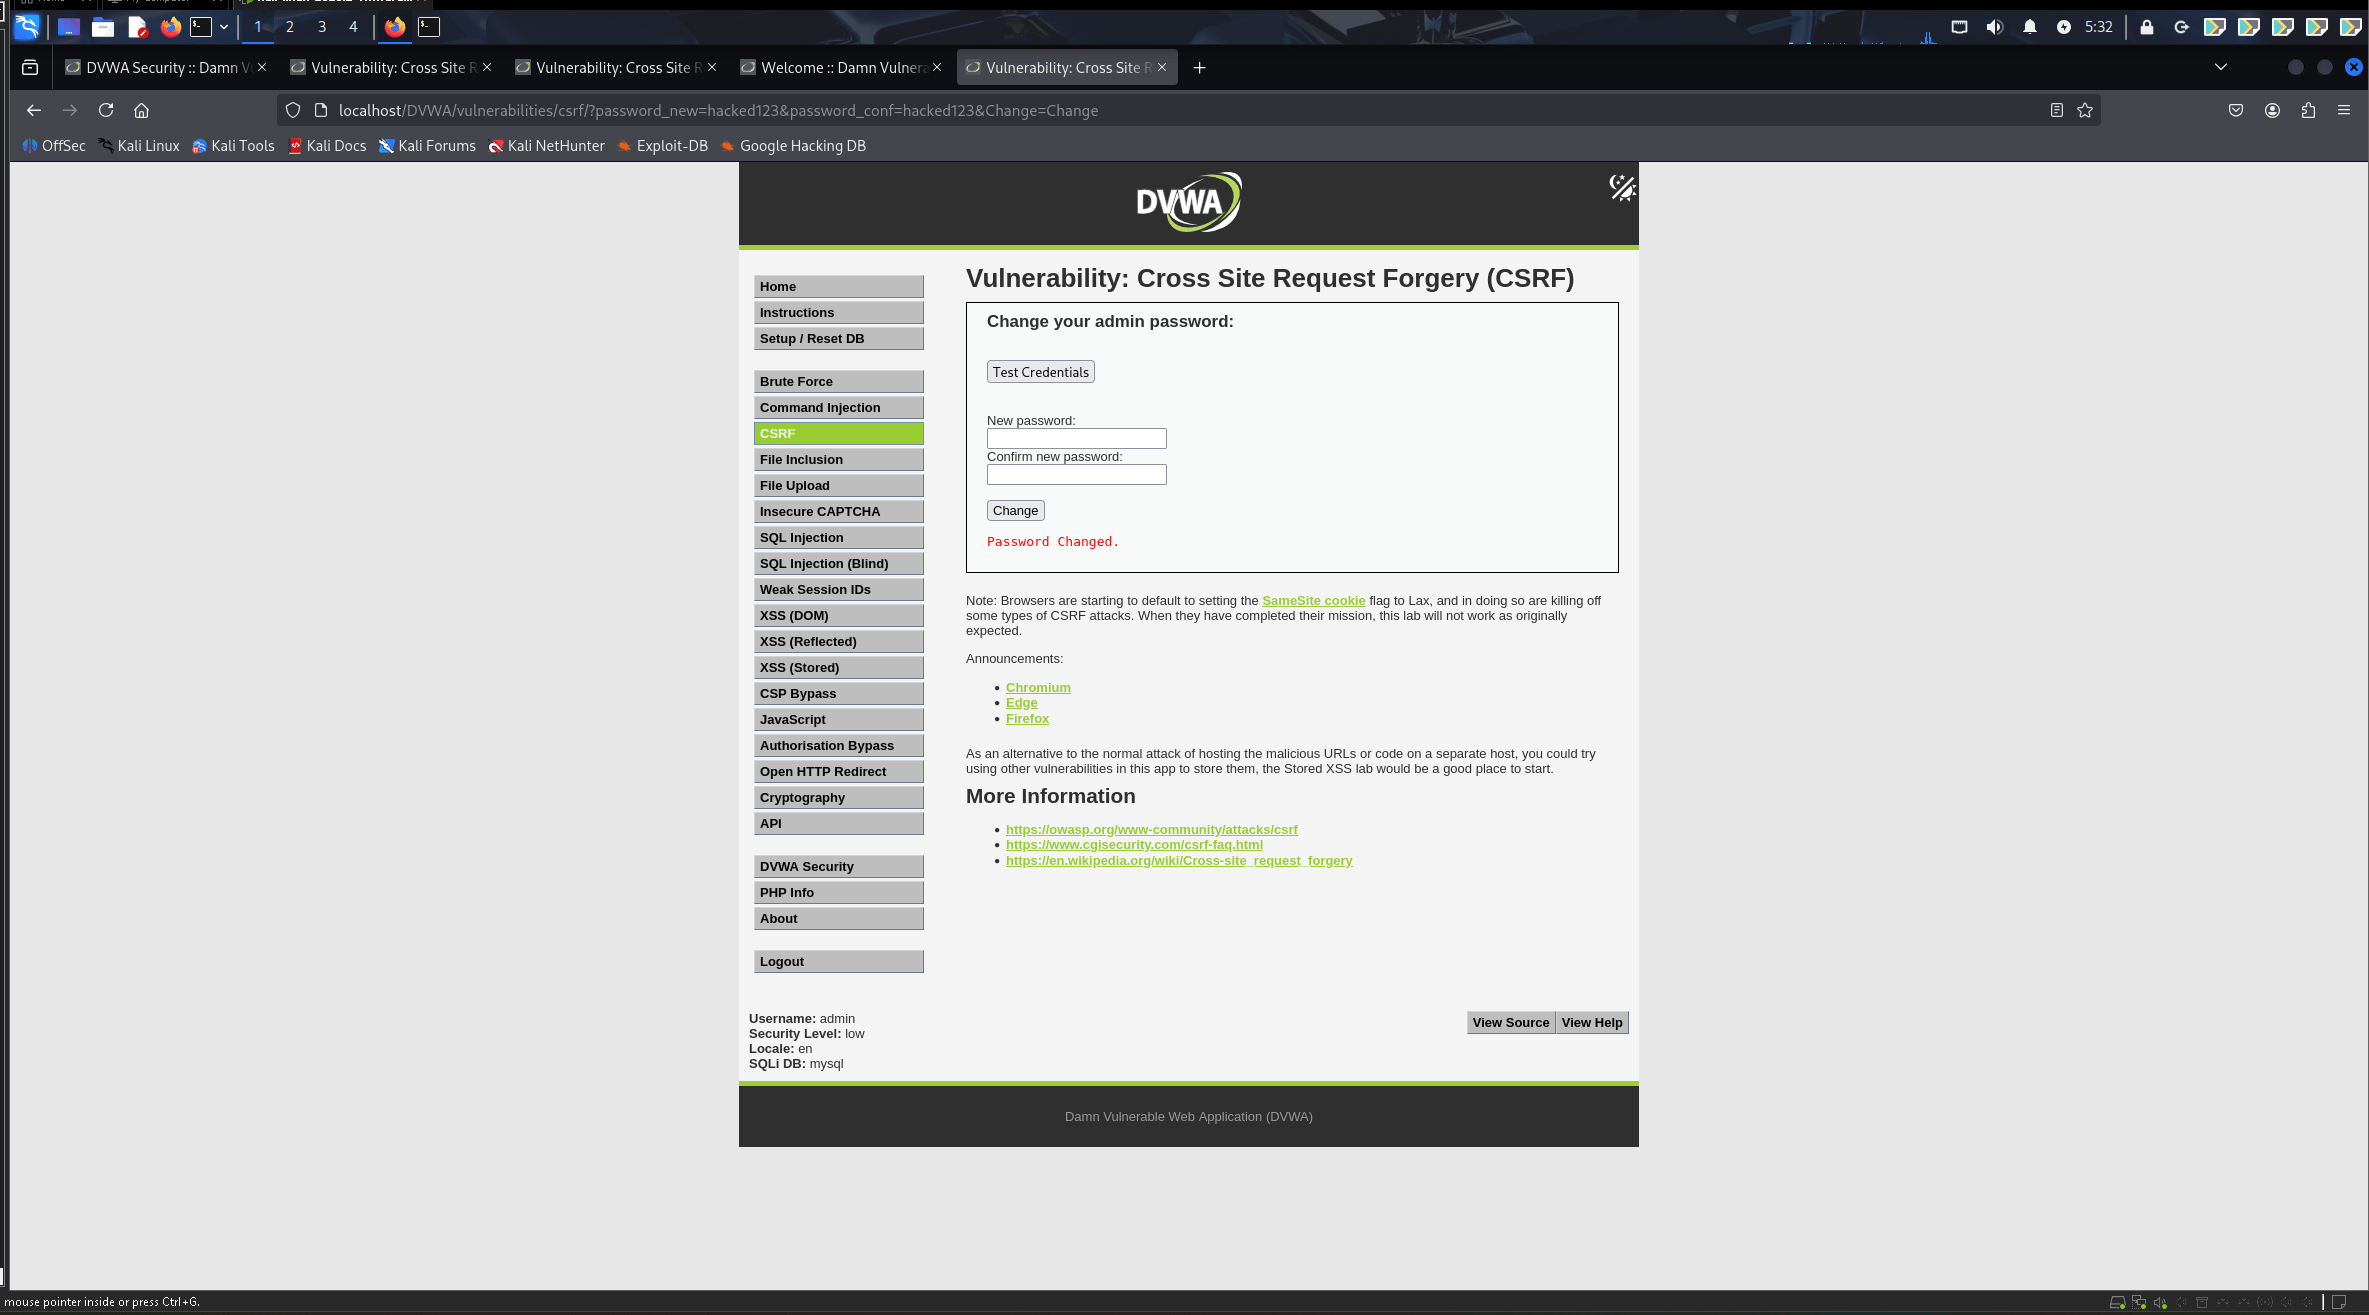 1 2 3 4
5:32
DVWA Security :: Damn V
Vulnerability: Cross Site R
Vulnerability: Cross Site R
Welcome :: Damn Vulnera
Vulnerability: Cross Site R
localhost/DVWA/vulnerabilities/csrf/?password_new=hacked123&password_conf=hacked123&Change=Change
OffSec Kali Linux Kali Tools Kali Docs Kali Forums Kali NetHunter Exploit-DB Google Hacking DB
DVWA
Home
Instructions
Setup / Reset DB
Brute Force
Command Injection
CSRF
File Inclusion
File Upload
Insecure CAPTCHA
SQL Injection
SQL Injection (Blind)
Weak Session IDs
XSS (DOM)
XSS (Reflected)
XSS (Stored)
CSP Bypass
JavaScript
Authorisation Bypass
Open HTTP Redirect
Cryptography
API
DVWA Security
PHP Info
About
Logout
Vulnerability: Cross Site Request Forgery (CSRF)
Change your admin password:
Test Credentials
New password:
Confirm new password:
Change
Password Changed.
Note: Browsers are starting to default to setting the SameSite cookie flag to Lax, and in doing so are killing off
some types of CSRF attacks. When they have completed their mission, this lab will not work as originally
expected.
Announcements:
• Chromium
• Edge
• Firefox
As an alternative to the normal attack of hosting the malicious URLs or code on a separate host, you could try
using other vulnerabilities in this app to store them, the Stored XSS lab would be a good place to start.
More Information
• https://owasp.org/www-community/attacks/csrf
• https://www.cgisecurity.com/csrf-faq.html
• https://en.wikipedia.org/wiki/Cross-site_request_forgery
Username: admin
Security Level: low
Locale: en
SQLi DB: mysql
View Source View Help
Damn Vulnerable Web Application (DVWA)
mouse pointer inside or press Ctrl+G.